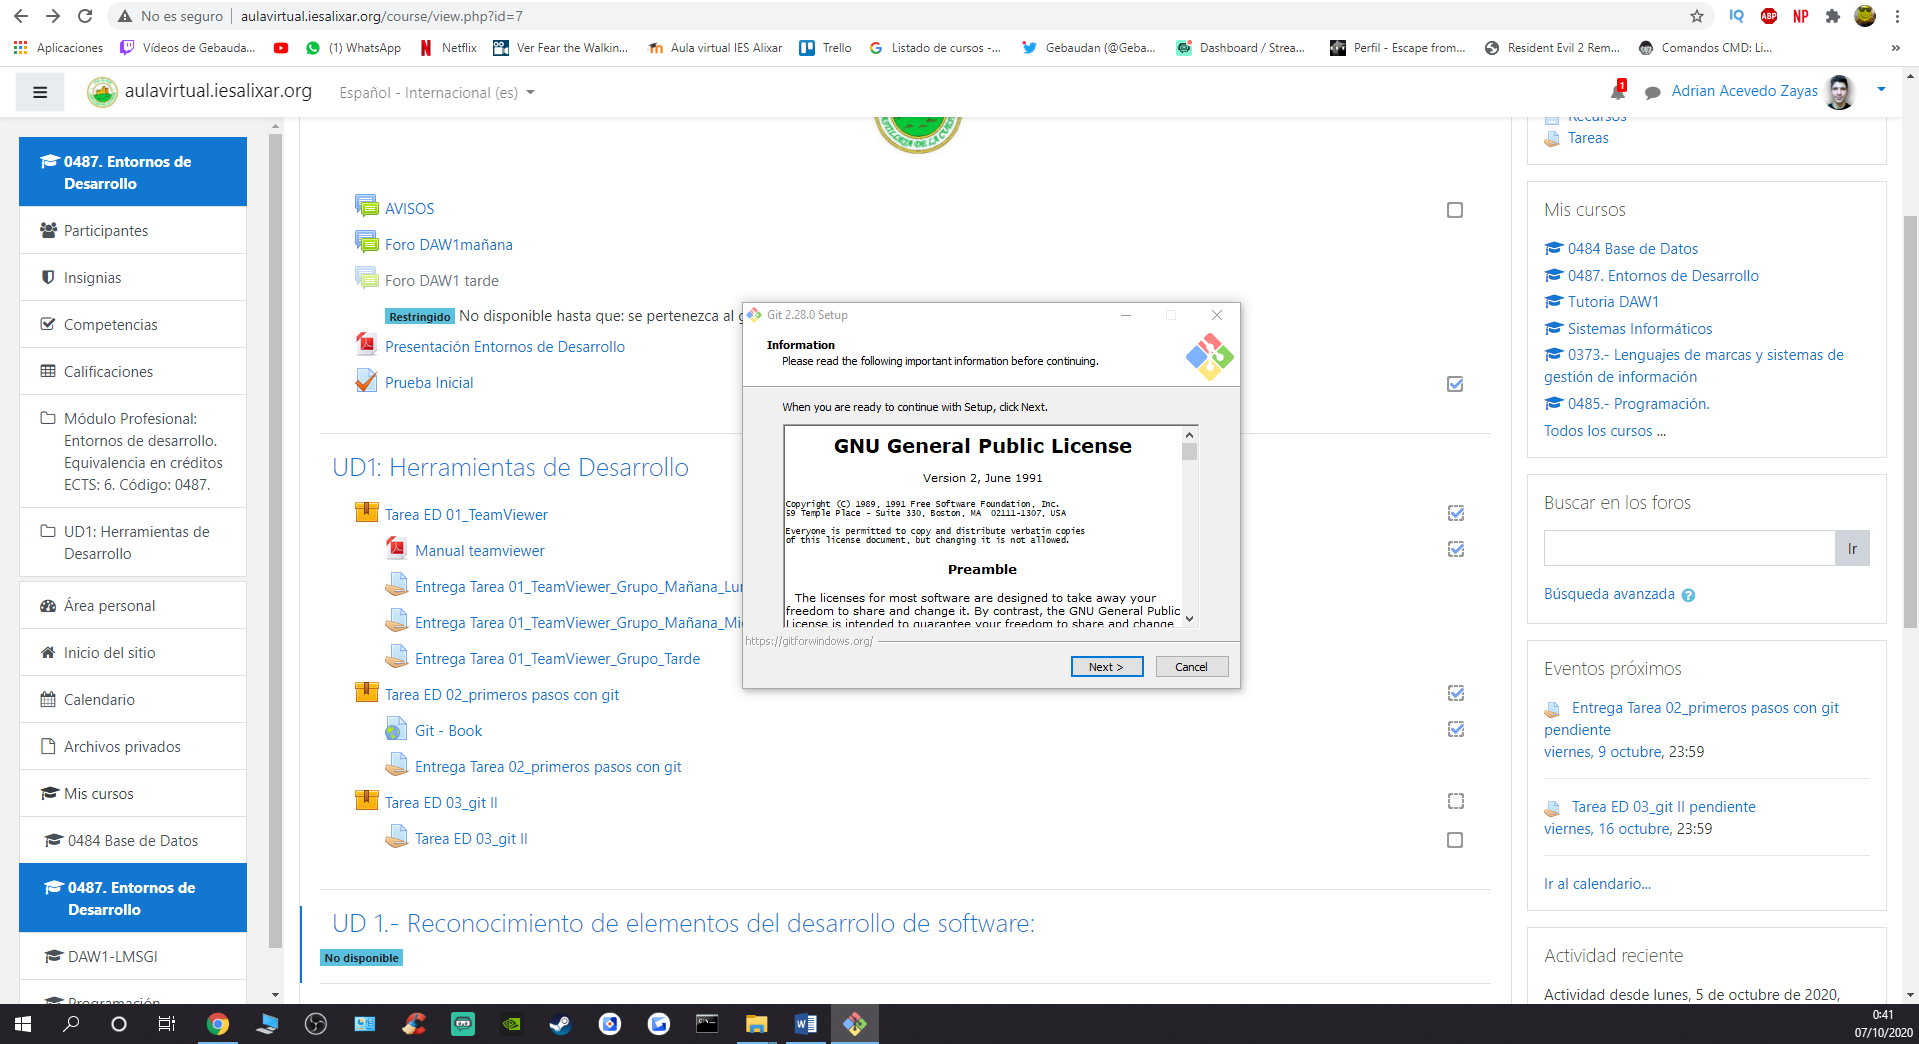 No es seguro
aulavirtual.iesalixar.org/course/view.php?id=7
IQ
ABP
NP
Aplicaciones
Vídeos de Gebauda...
(1) WhatsApp
Netflix
Ver Fear the Walkin...
Aula virtual IES Alixar
Trello
Listado de cursos -...
Gebaudan (@Geba...
Dashboard / Strea...
Perfil - Escape from...
Resident Evil 2 Rem...
Comandos CMD: Li...
aulavirtual.iesalixar.org
Español - Internacional (es)
1
Adrian Acevedo Zayas
0487. Entornos de
Desarrollo
Participantes
Insignias
Competencias
Calificaciones
Módulo Profesional:
Entornos de desarrollo.
Equivalencia en créditos
ECTS: 6. Código: 0487.
UD1: Herramientas de
Desarrollo
Área personal
Inicio del sitio
Calendario
Archivos privados
Mis cursos
0484 Base de Datos
0487. Entornos de
Desarrollo
DAW1-LMSGI
Programación
AVISOS
Foro DAW1mañana
Foro DAW1 tarde
Restringido No disponible hasta que: se pertenezca al g
Presentación Entornos de Desarrollo
Prueba Inicial
UD1: Herramientas de Desarrollo
Tarea ED 01_TeamViewer
Manual teamviewer
Entrega Tarea 01_TeamViewer_Grupo_Mañana_Lun
Entrega Tarea 01_TeamViewer_Grupo_Mañana_Mi
Entrega Tarea 01_TeamViewer_Grupo_Tarde
Tarea ED 02_primeros pasos con git
Git - Book
Entrega Tarea 02_primeros pasos con git
Tarea ED 03_git II
Tarea ED 03_git II
UD 1.- Reconocimiento de elementos del desarrollo de software:
No disponible
Git 2.28.0 Setup
Information
Please read the following important information before continuing.
When you are ready to continue with Setup, click Next.
GNU General Public License
Version 2, June 1991
Copyright (C) 1989, 1991 Free Software Foundation, Inc.
59 Temple Place - Suite 330, Boston, MA  02111-1307, USA
Everyone is permitted to copy and distribute verbatim copies
of this license document, but changing it is not allowed.
Preamble
The licenses for most software are designed to take away your
freedom to share and change it. By contrast, the GNU General Public
License is intended to guarantee your freedom to share and change
https://gitforwindows.org/
Next >
Cancel
Recursos
Tareas
Mis cursos
0484 Base de Datos
0487. Entornos de Desarrollo
Tutoria DAW1
Sistemas Informáticos
0373.- Lenguajes de marcas y sistemas de
gestión de información
0485.- Programación.
Todos los cursos ...
Buscar en los foros
Ir
Búsqueda avanzada
Eventos próximos
Entrega Tarea 02_primeros pasos con git
pendiente
viernes, 9 octubre, 23:59
Tarea ED 03_git II pendiente
viernes, 16 octubre, 23:59
Ir al calendario...
Actividad reciente
Actividad desde lunes, 5 de octubre de 2020,
0:41
07/10/2020